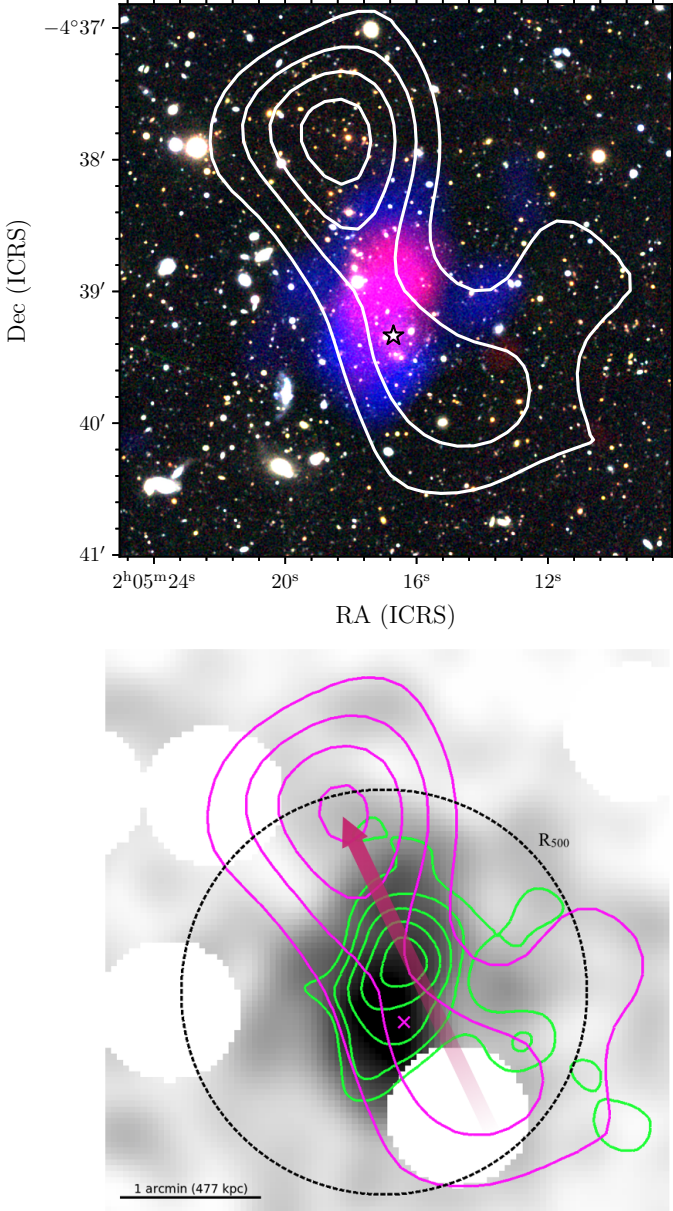 −4°37′
38′
39′
40′
41′
Dec (ICRS)
2ʰ05ᵐ24ˢ
20ˢ
16ˢ
12ˢ
RA (ICRS)
R₅₀₀
1 arcmin (477 kpc)